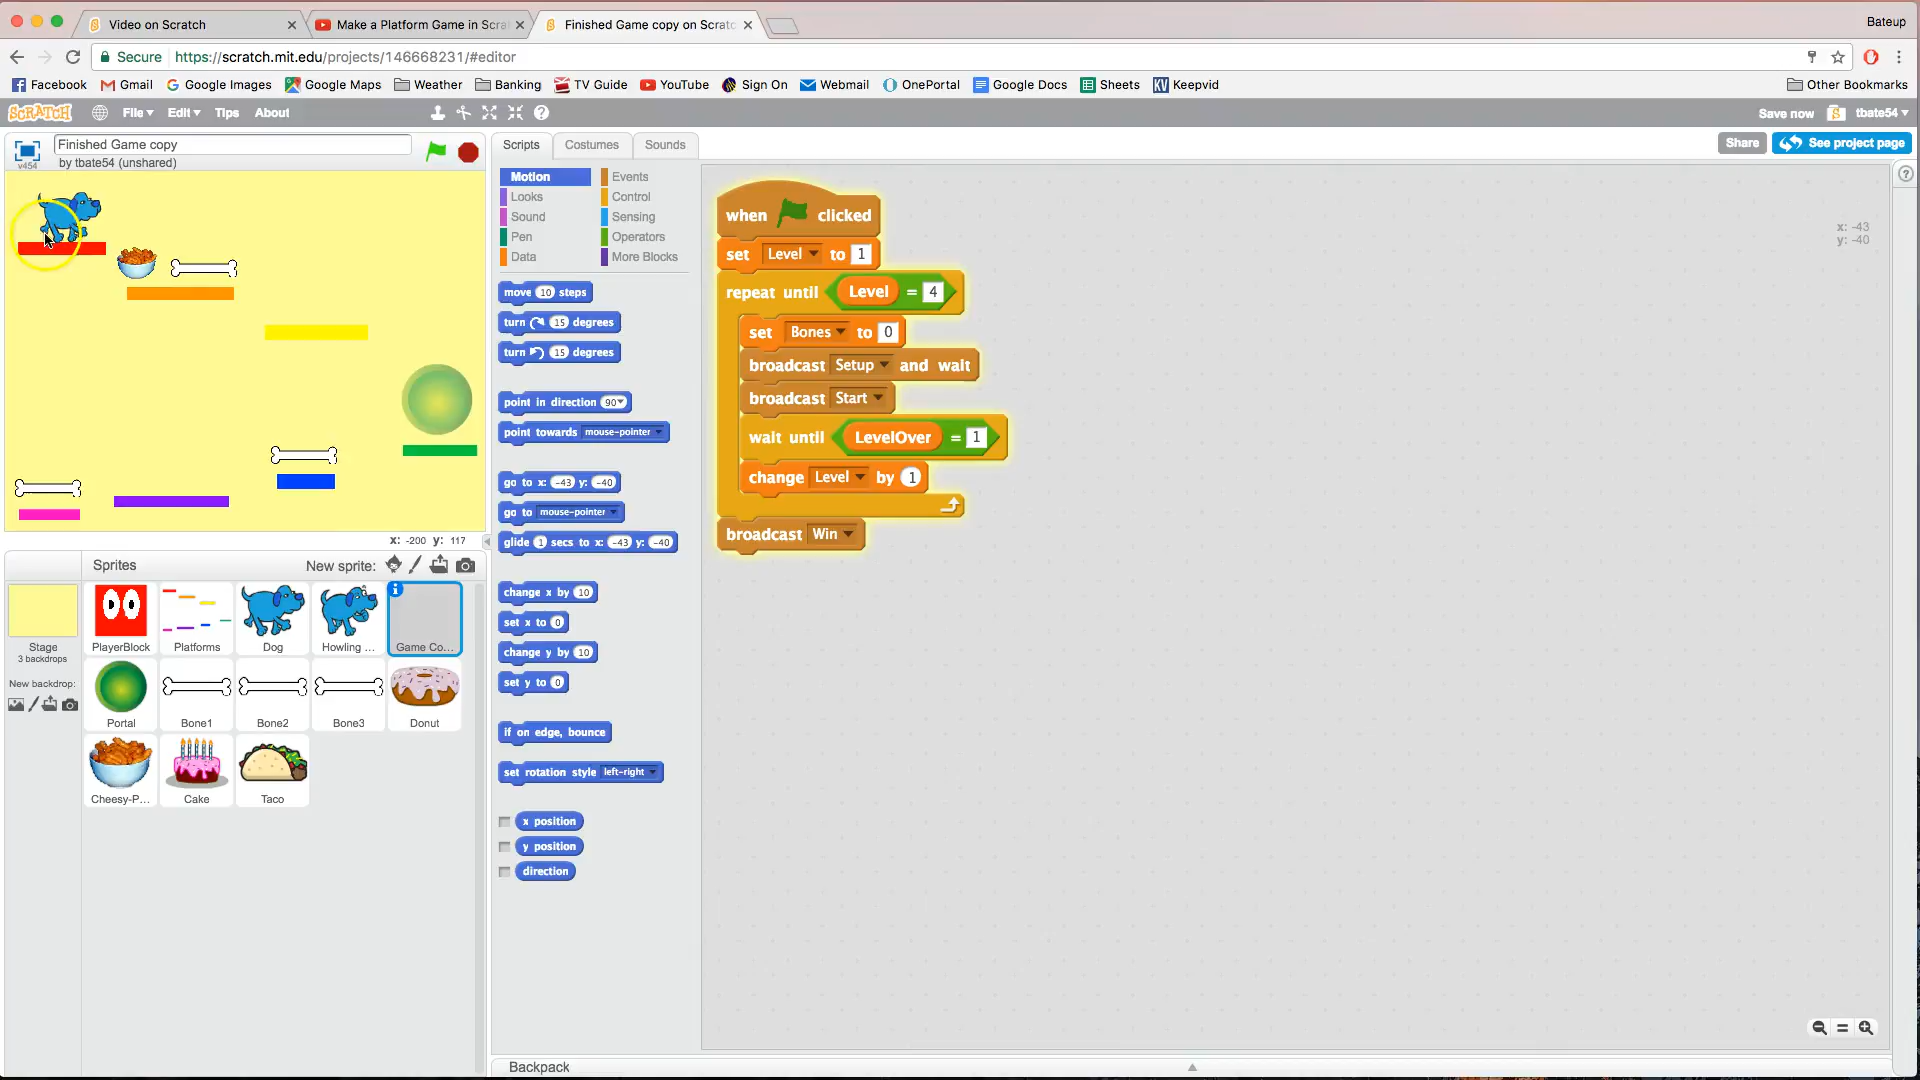 Video on Scratch
Make a Platform Game in Scra
Finished Game copy on Scratc
Bateup
Secure
https://scratch.mit.edu/projects/146668231/#editor
Facebook
Gmail
Google Images
Google Maps
Weather
Banking
TV Guide
YouTube
Sign On
Webmail
OnePortal
Google Docs
Sheets
KV Keepvid
Other Bookmarks
SCRATCH
File
Edit
Tips
About
Save now
tbate54
Finished Game copy
by tbate54 (unshared)
v454
Scripts
Costumes
Sounds
Share
See project page
Motion
Looks
Sound
Pen
Data
Events
Control
Sensing
Operators
More Blocks
move 10 steps
turn 15 degrees
turn 15 degrees
point in direction 90
point towards mouse-pointer
go to x: -43 y: -40
go to mouse-pointer
glide 1 secs to x: -43 y: -40
change x by 10
set x to 0
change y by 10
set y to 0
if on edge, bounce
set rotation style left-right
x position
y position
direction
when clicked
set Level to 1
repeat until Level = 4
set Bones to 0
broadcast Setup and wait
broadcast Start
wait until LevelOver = 1
change Level by 1
broadcast Win
x: -43
y: -40
x: -200 y: 117
Sprites
New sprite:
Stage
3 backdrops
New backdrop:
PlayerBlock
Platforms
Dog
Howling ...
Game Co...
Portal
Bone1
Bone2
Bone3
Donut
Cheesy-P...
Cake
Taco
Backpack